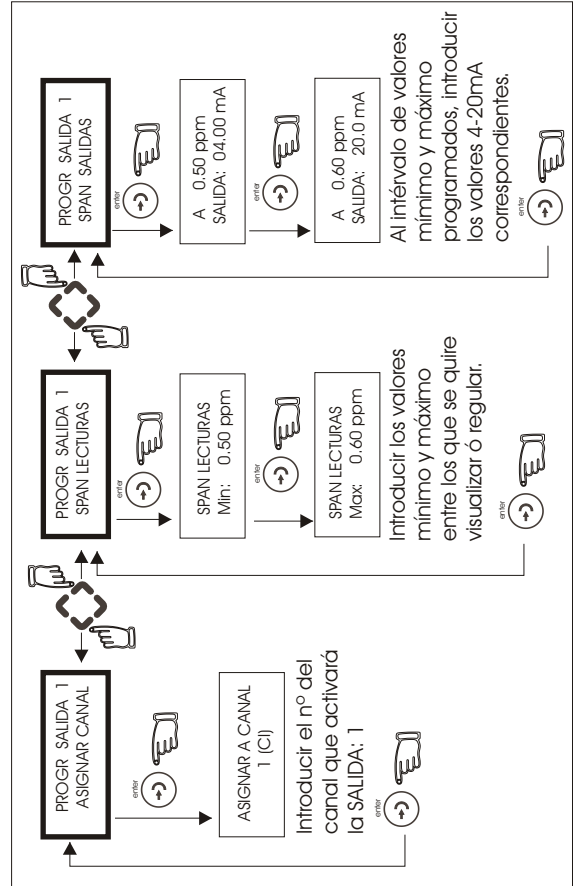 PROGR SALIDA 1
ASIGNAR CANAL
enter
ASIGNAR A CANAL
1 (Cl)
Introducir el nº del
canal que activará
la SALIDA: 1
enter
PROGR SALIDA 1
SPAN LECTURAS
enter
SPAN LECTURAS
Min: 0.50 ppm
enter
SPAN LECTURAS
Max: 0.60 ppm
Introducir los valores
mínimo y máximo
entre los que se quire
visualizar ó regular.
enter
PROGR SALIDA 1
SPAN SALIDAS
enter
A 0.50 ppm
SALIDA: 04.00 mA
enter
A 0.60 ppm
SALIDA: 20.0 mA
Al intérvalo de valores
mímimo y máximo
programados, introducir
los valores 4-20mA
correspondientes.
enter